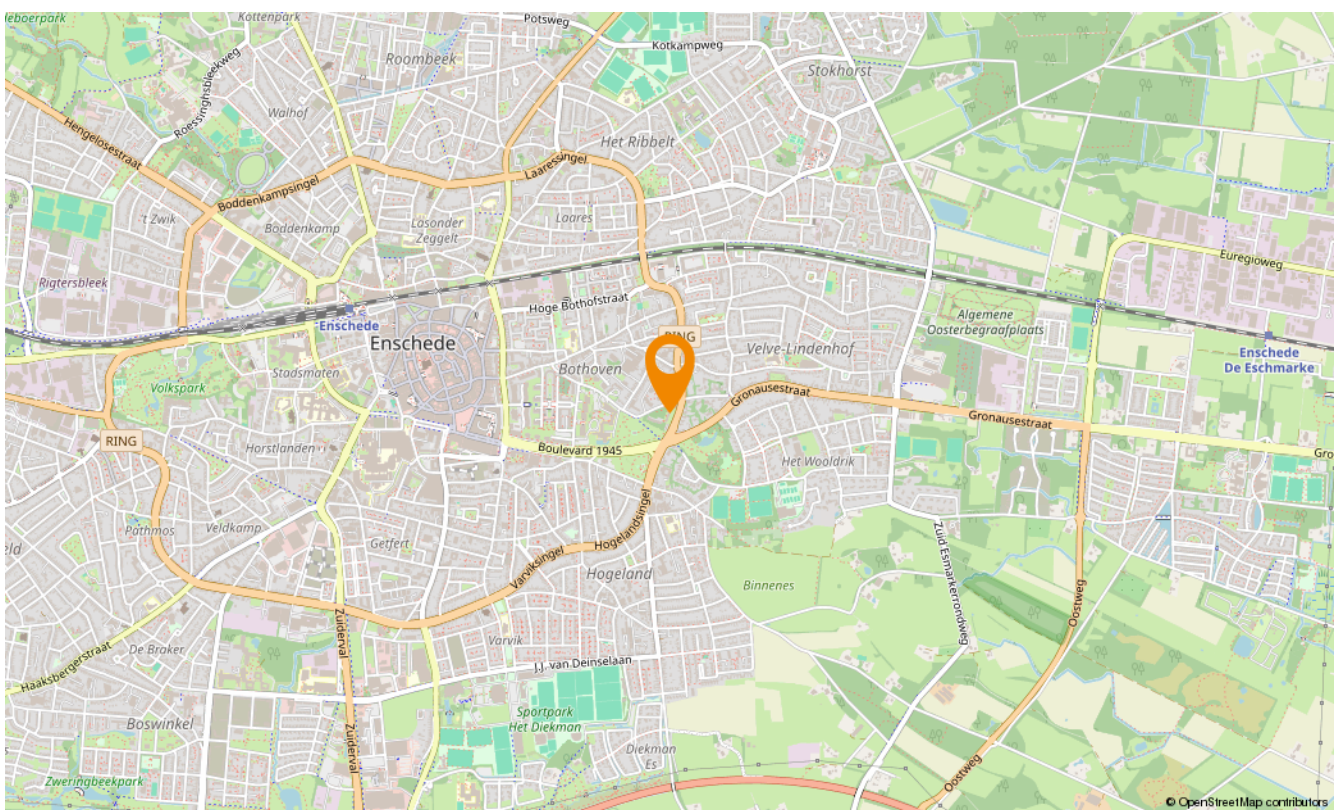 leboerpark
Kottenpark
Potsweg
Roombeek
Kotkampweg
Stokhorst
Roessinghsbleekweg
Walhof
Hengelosestraat
Het Ribbelt
Laaressingel
Boddenkampsingel
't Zwik
Boddenkamp
Lasonder
Zeggelt
Laares
Rigtersbleek
Euregioweg
Hoge Bothofstraat
Enschede
Enschede
RING
Algemene
Oosterbegraafplaats
Velve-Lindenhof
Enschede
De Eschmarke
Bothoven
Stadsmaten
Volkspark
Gronausestraat
Gronausestraat
RING
Horstlanden
Boulevard 1945
Gro
Het Wooldrik
Pathmos
Veldkamp
Getfert
eld
Hogelandsingel
Varviksingel
Hogeland
Binnenes
Zuid Esmarkerrondweg
Oostweg
Zuiderval
Varvik
De Braker
J.J. van Deinselaan
Haaksbergerstraat
Sportpark
Het Diekman
Boswinkel
Zuiderval
Diekman
Es
Zweringbeekpark
Oostweg
© OpenStreetMap contributors